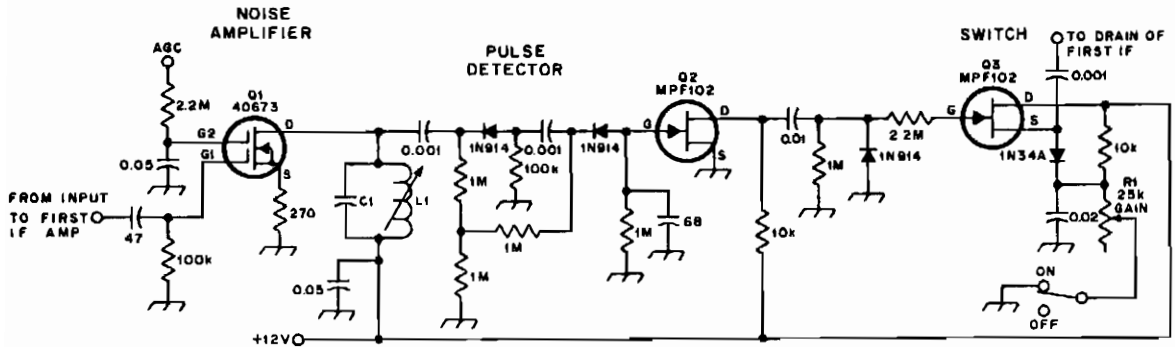 NOISE
AMPLIFIER
AGC
2.2M
Q1
40673
G2
G1
D
S
0.05
FROM INPUT
TO FIRST
IF AMP
47
100k
270
C1
L1
0.05
+12V
PULSE
DETECTOR
0.001
1N914
0.001
1N914
100k
1M
1M
1M
1M
68
Q2
MPF102
G
D
S
10k
0.01
1M
1N914
2.2M
SWITCH
Q3
MPF102
G
D
S
TO DRAIN OF
FIRST IF
0.001
1N34A
10k
R1
25k
GAIN
0.02
ON
OFF